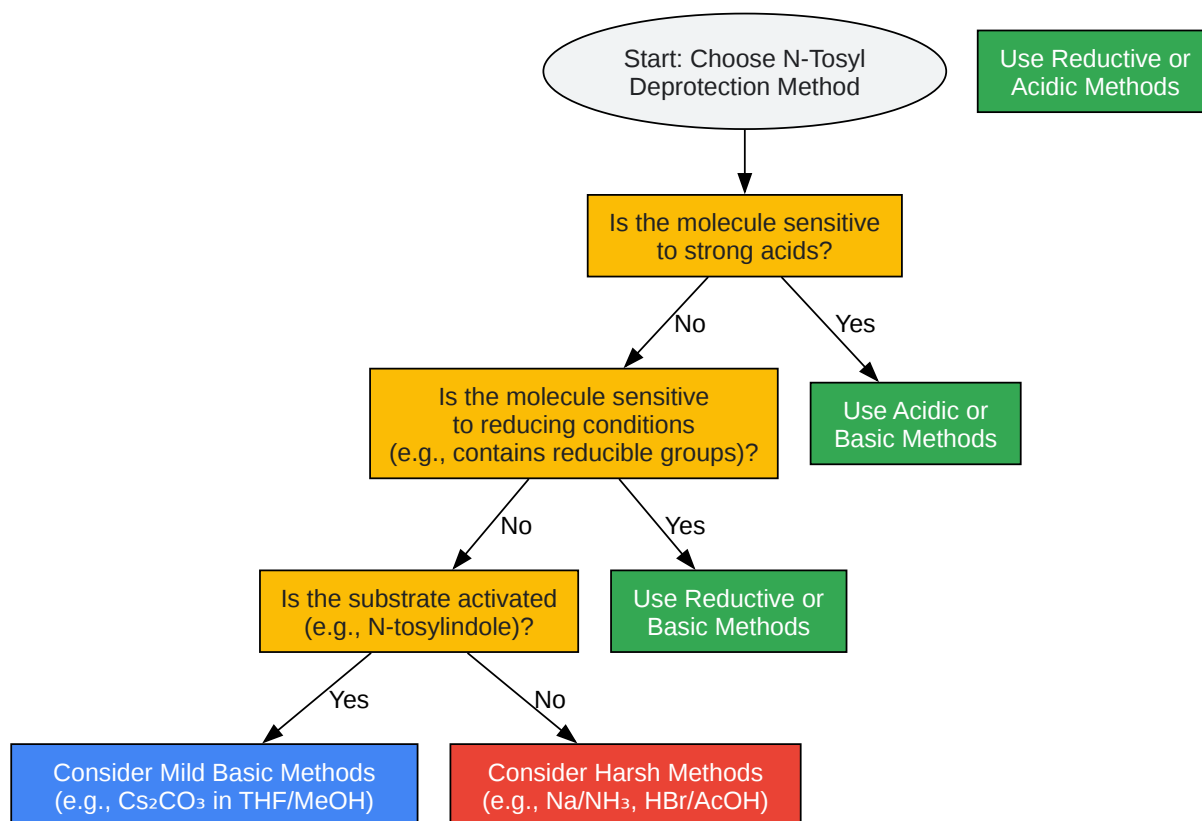 Start: Choose N-Tosyl
Deprotection Method
Use Reductive or
Acidic Methods
Is the molecule sensitive
to strong acids?
No
Yes
Is the molecule sensitive
to reducing conditions
(e.g., contains reducible groups)?
Use Acidic or
Basic Methods
No
Yes
Is the substrate activated
(e.g., N-tosylindole)?
Use Reductive or
Basic Methods
Yes
No
Consider Mild Basic Methods
(e.g., Cs₂CO₃ in THF/MeOH)
Consider Harsh Methods
(e.g., Na/NH₃, HBr/AcOH)